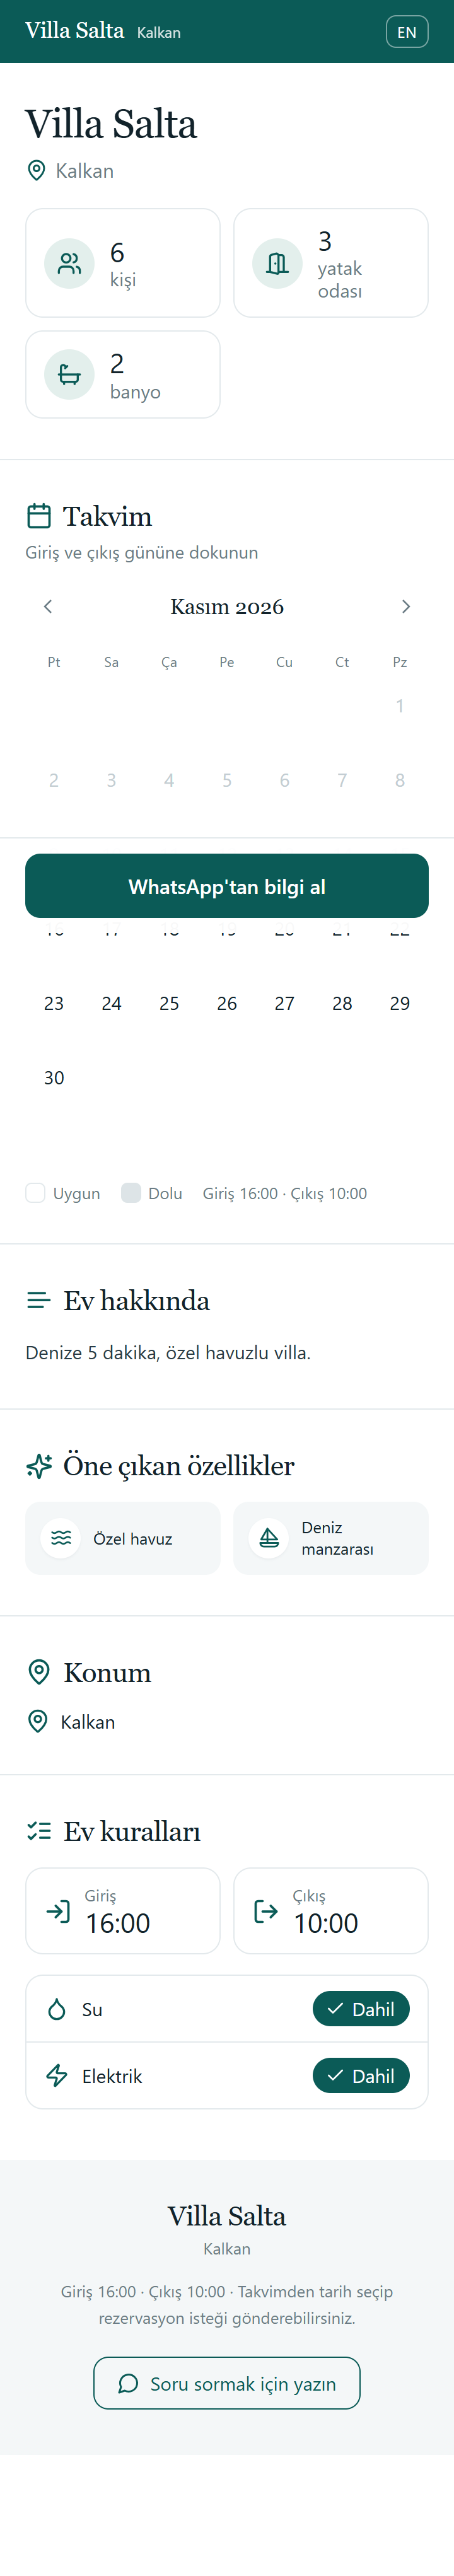 Villa Salta Kalkan EN
Villa Salta
Kalkan
6
kişi
3
yatak
odası
2
banyo
Takvim
Giriş ve çıkış gününe dokunun
Kasım 2026
Pt Sa Ça Pe Cu Ct Pz
1
2 3 4 5 6 7 8
WhatsApp'tan bilgi al
23 24 25 26 27 28 29
30
Uygun Dolu Giriş 16:00 · Çıkış 10:00
Ev hakkında
Denize 5 dakika, özel havuzlu villa.
Öne çıkan özellikler
Özel havuz
Deniz
manzarası
Konum
Kalkan
Ev kuralları
Giriş
16:00
Çıkış
10:00
Su Dahil
Elektrik Dahil
Villa Salta
Kalkan
Giriş 16:00 · Çıkış 10:00 · Takvimden tarih seçip
rezervasyon isteği gönderebilirsiniz.
Soru sormak için yazın